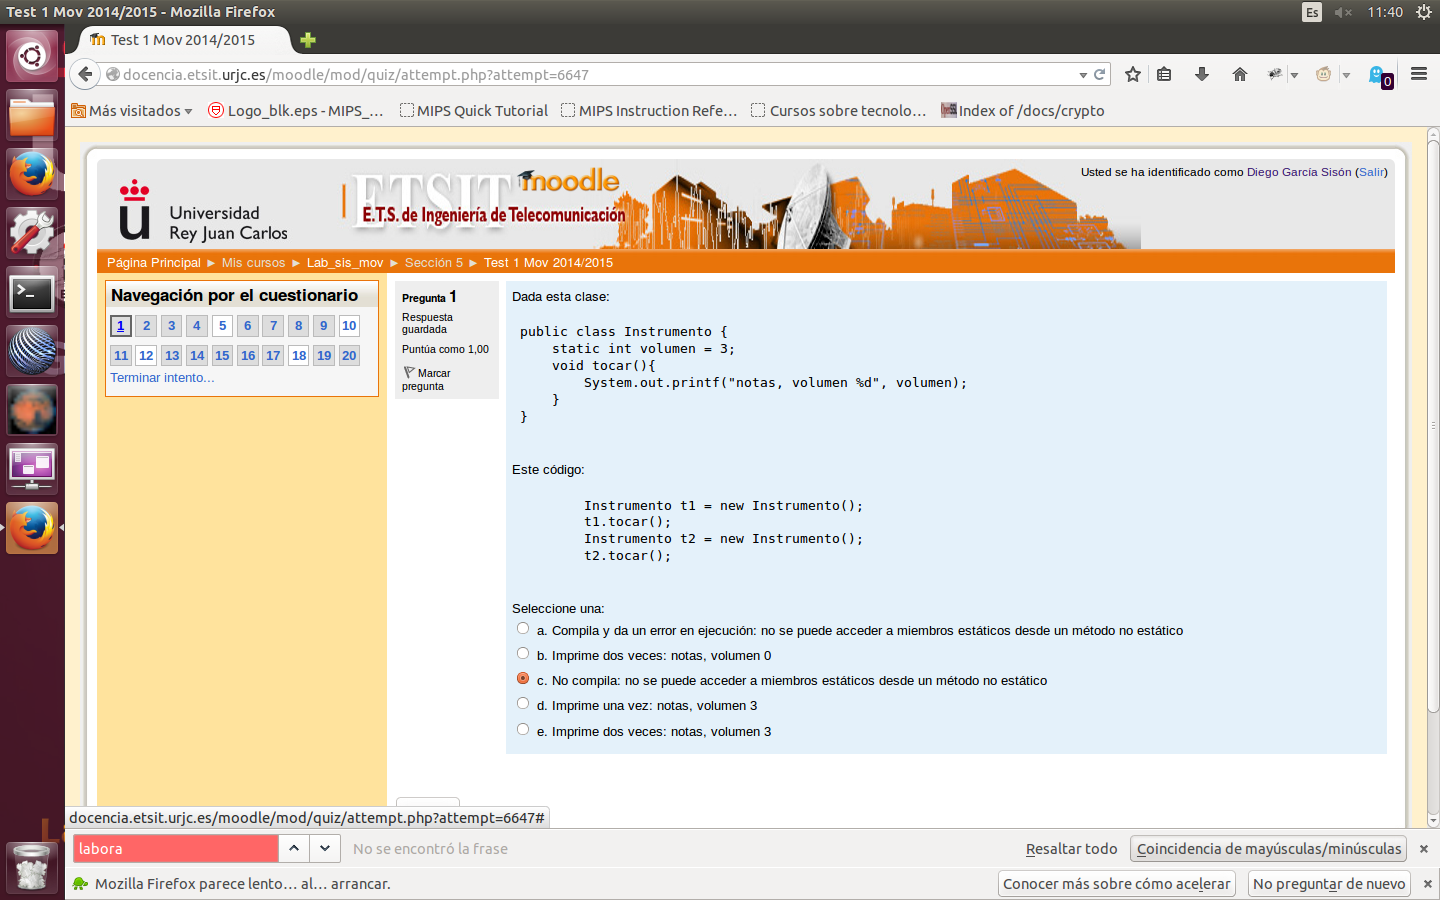 Test 1 Mov 2014/2015 - Mozilla Firefox
Es
11:40
Test 1 Mov 2014/2015
docencia.etsit.urjc.es/moodle/mod/quiz/attempt.php?attempt=6647
0
Más visitados
Logo_blk.eps - MIPS_...
MIPS Quick Tutorial
MIPS Instruction Refe...
Cursos sobre tecnolo...
Index of /docs/crypto
Universidad
Rey Juan Carlos
ETSIT moodle
E.T.S. de Ingeniería de Telecomunicación
Usted se ha identificado como Diego García Sisón (Salir)
Página Principal ► Mis cursos ► Lab_sis_mov ► Sección 5 ► Test 1 Mov 2014/2015
Navegación por el cuestionario
1 2 3 4 5 6 7 8 9 10
11 12 13 14 15 16 17 18 19 20
Terminar intento...
Pregunta 1
Respuesta
guardada
Puntúa como 1,00
Marcar
pregunta
Dada esta clase:
public class Instrumento {
    static int volumen = 3;
    void tocar(){
        System.out.printf("notas, volumen %d", volumen);
    }
}
Este código:
Instrumento t1 = new Instrumento();
t1.tocar();
Instrumento t2 = new Instrumento();
t2.tocar();
Seleccione una:
a. Compila y da un error en ejecución: no se puede acceder a miembros estáticos desde un método no estático
b. Imprime dos veces: notas, volumen 0
c. No compila: no se puede acceder a miembros estáticos desde un método no estático
d. Imprime una vez: notas, volumen 3
e. Imprime dos veces: notas, volumen 3
docencia.etsit.urjc.es/moodle/mod/quiz/attempt.php?attempt=6647#
labora
No se encontró la frase
Resaltar todo
Coincidencia de mayúsculas/minúsculas
Mozilla Firefox parece lento... al... arrancar.
Conocer más sobre cómo acelerar
No preguntar de nuevo